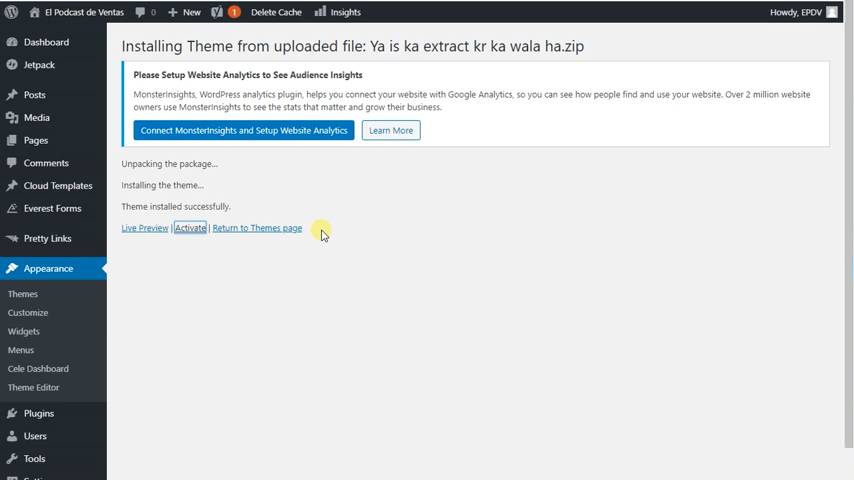 El Podcast de Ventas 0 New 1 Delete Cache Insights Howdy, EPDV
Dashboard
Jetpack
Posts
Media
Pages
Comments
Cloud Templates
Everest Forms
Pretty Links
Appearance
Themes
Customize
Widgets
Menus
Cele Dashboard
Theme Editor
Plugins
Users
Tools
Installing Theme from uploaded file: Ya is ka extract kr ka wala ha.zip
Please Setup Website Analytics to See Audience Insights
MonsterInsights, WordPress analytics plugin, helps you connect your website with Google Analytics, so you can see how people find and use your website. Over 2 million website
owners use MonsterInsights to see the stats that matter and grow their business.
Connect MonsterInsights and Setup Website Analytics Learn More
Unpacking the package...
Installing the theme...
Theme installed successfully.
Live Preview | Activate | Return to Themes page